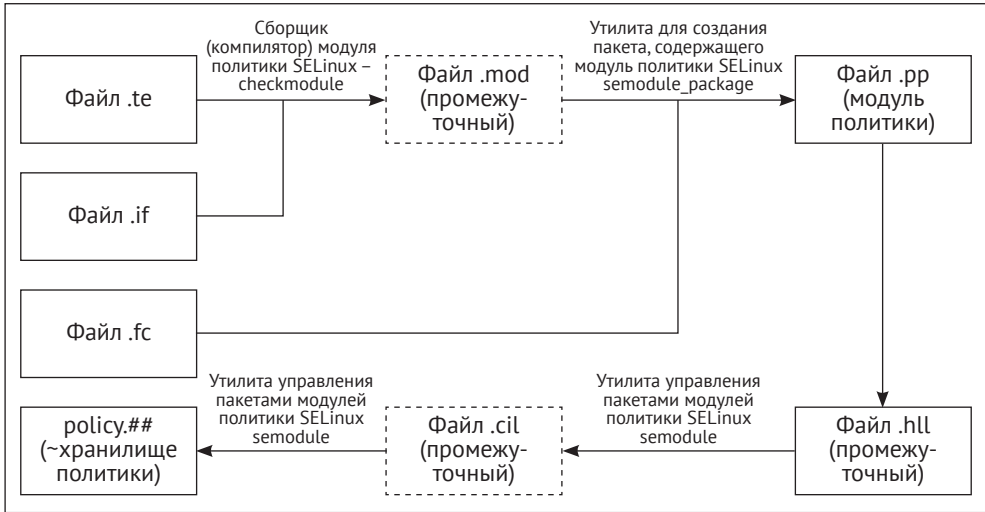 Сборщик
(компилятор) модуля
политики SELinux –
checkmodule
Утилита для создания
пакета, содержащего
модуль политики SELinux
semodule_package
Файл .te
Файл .mod
(промежу-
точный)
Файл .pp
(модуль
политики)
Файл .if
Файл .fc
Утилита управления
пакетами модулей
политики SELinux
semodule
Утилита управления
пакетами модулей
политики SELinux
semodule
policy.##
(~хранилище
политики)
Файл .cil
(промежу-
точный)
Файл .hll
(промежу-
точный)